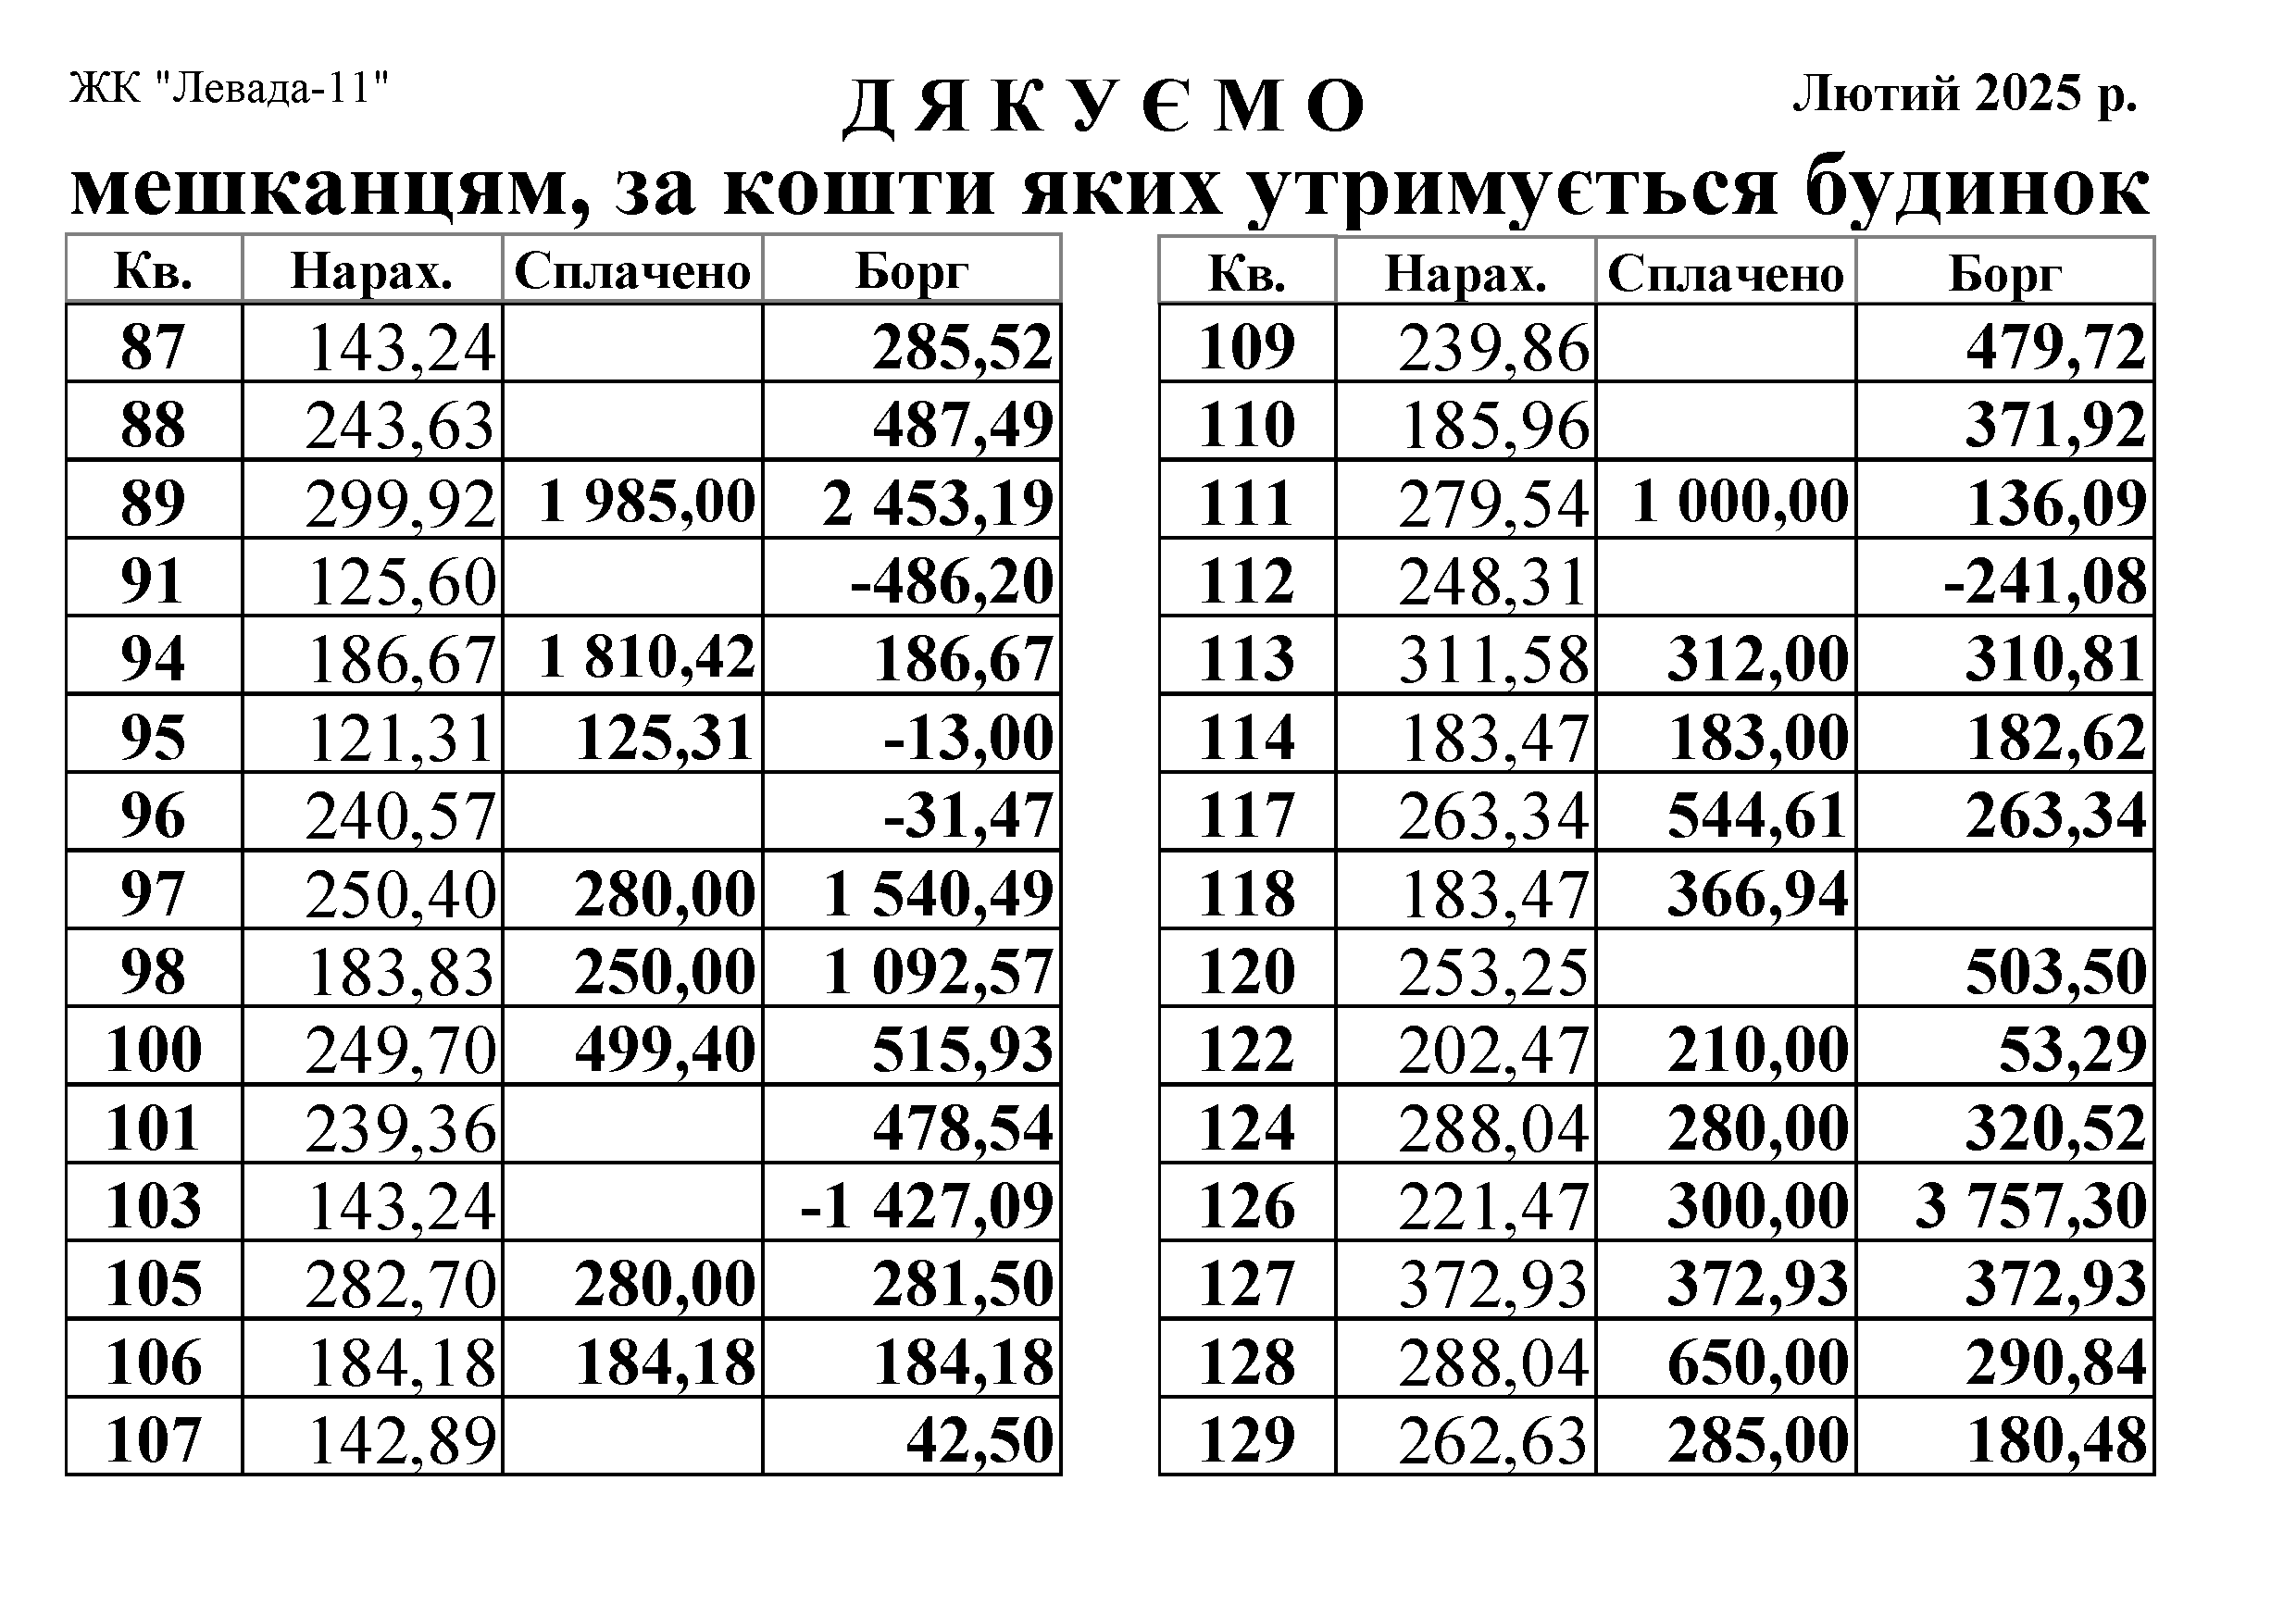 ЖК "Левада-11"
Д Я К У Є М О
Лютий 2025 р.
мешканцям, за кошти яких утримується будинок
Кв. Нарах. Сплачено Борг
87 143,24 285,52
88 243,63 487,49
89 299,92 1 985,00 2 453,19
91 125,60 -486,20
94 186,67 1 810,42 186,67
95 121,31 125,31 -13,00
96 240,57 -31,47
97 250,40 280,00 1 540,49
98 183,83 250,00 1 092,57
100 249,70 499,40 515,93
101 239,36 478,54
103 143,24 -1 427,09
105 282,70 280,00 281,50
106 184,18 184,18 184,18
107 142,89 42,50
Кв. Нарах. Сплачено Борг
109 239,86 479,72
110 185,96 371,92
111 279,54 1 000,00 136,09
112 248,31 -241,08
113 311,58 312,00 310,81
114 183,47 183,00 182,62
117 263,34 544,61 263,34
118 183,47 366,94
120 253,25 503,50
122 202,47 210,00 53,29
124 288,04 280,00 320,52
126 221,47 300,00 3 757,30
127 372,93 372,93 372,93
128 288,04 650,00 290,84
129 262,63 285,00 180,48